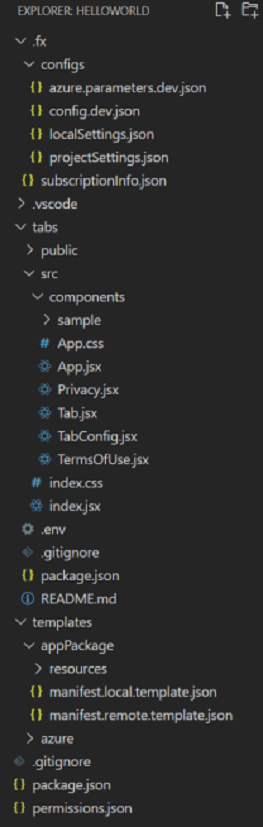 EXPLORER: HELLOWORLD
.fx
configs
{} azure.parameters.dev.json
{} config.dev.json
{} localSettings.json
{} projectSettings.json
{} subscriptionInfo.json
.vscode
tabs
public
src
components
sample
# App.css
App.jsx
Privacy.jsx
Tab.jsx
TabConfig.jsx
TermsOfUse.jsx
# index.css
index.jsx
.env
.gitignore
{} package.json
README.md
templates
appPackage
resources
{} manifest.local.template.json
{} manifest.remote.template.json
azure
.gitignore
{} package.json
{} permissions.json